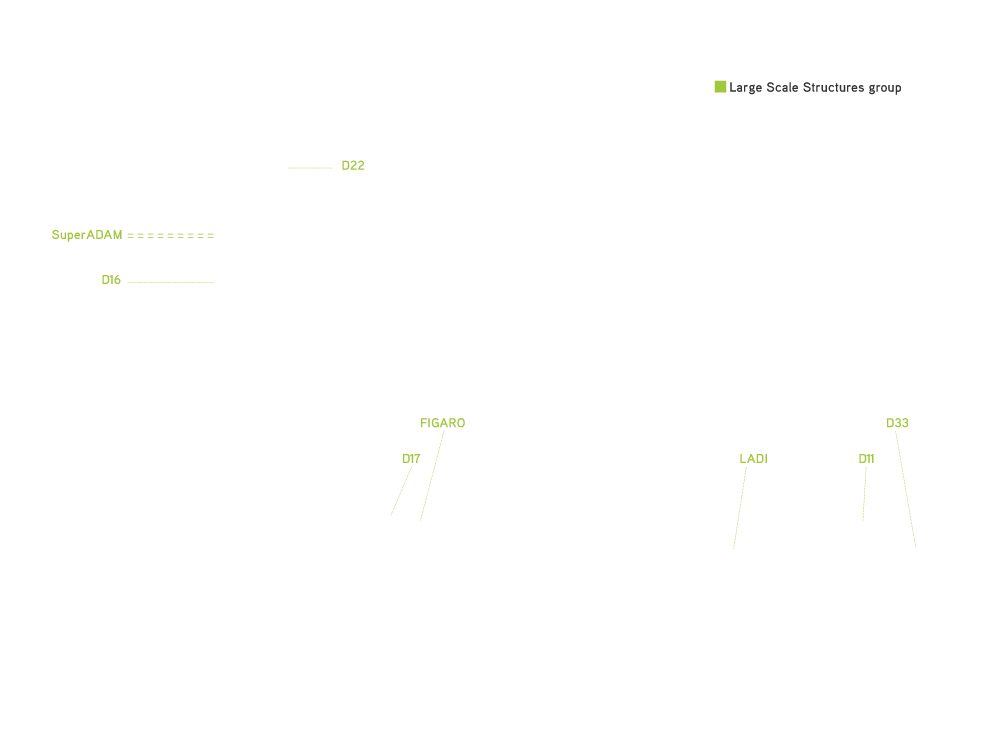 Large Scale Structures group
D22
SuperADAM
D16
FIGARO
D33
D17
LADI
D11